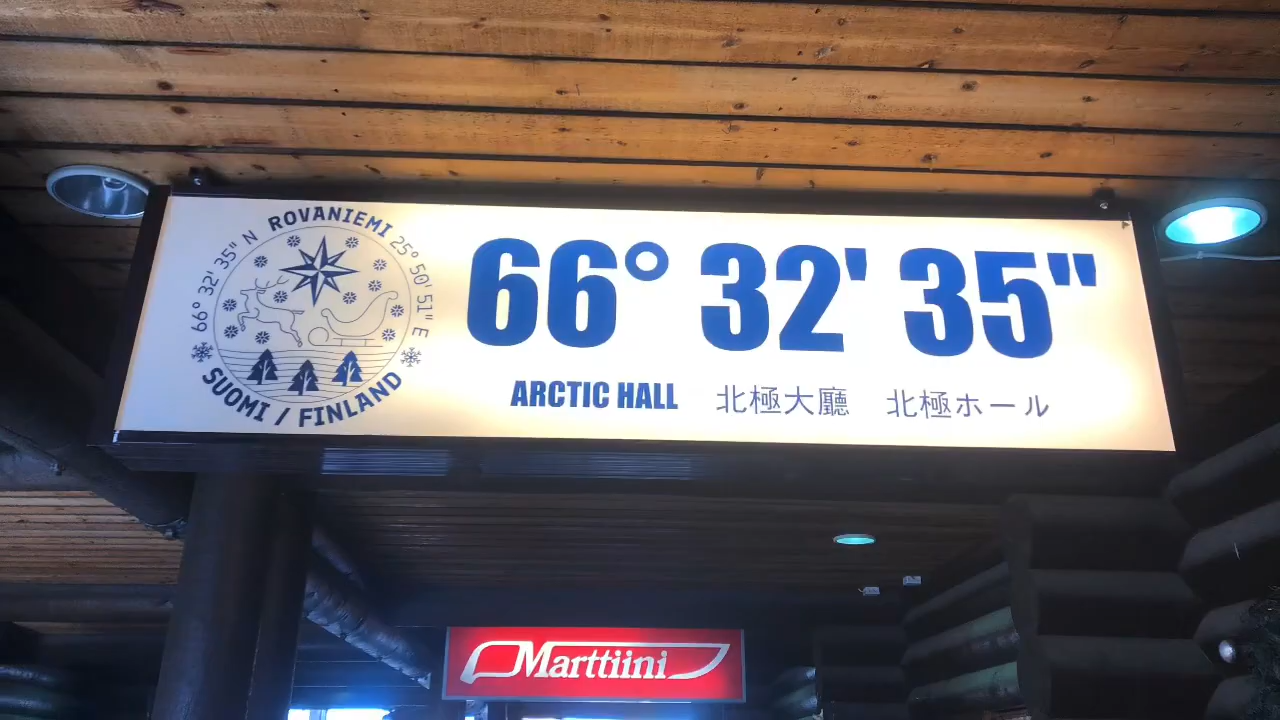 66° 32' 35" N ROVANIEMI 25° 50' 51" E
SUOMI / FINLAND
66° 32' 35"
ARCTIC HALL 北極大廳 北極ホール
Marttiini